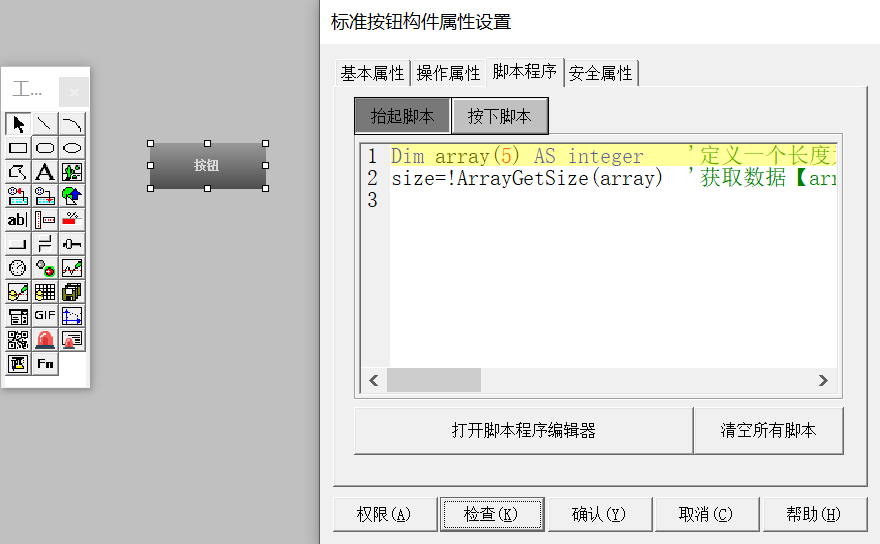 标准按钮构件属性设置
工...
基本属性 操作属性 脚本程序 安全属性
抬起脚本 按下脚本
按钮
1 Dim array(5) AS integer '定义一个长度
2 size=!ArrayGetSize(array) '获取数据【arr
3
ab
GIF
Fn
打开脚本程序编辑器 清空所有脚本
权限(A) 检查(K) 确认(Y) 取消(C) 帮助(H)